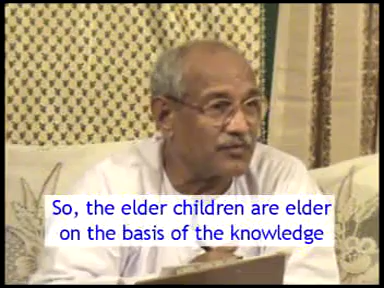 So, the elder children are elder
on the basis of the knowledge